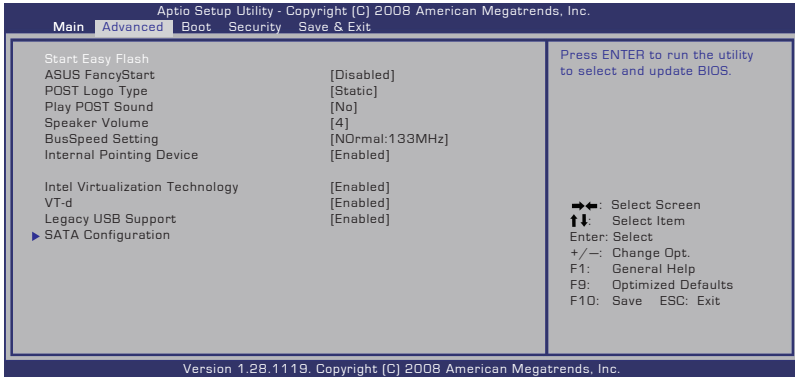 Aptio Setup Utility - Copyright (C) 2008 American Megatrends, Inc.
Main Advanced Boot Security Save & Exit
Start Easy Flash
ASUS FancyStart [Disabled]
POST Logo Type [Static]
Play POST Sound [No]
Speaker Volume [4]
BusSpeed Setting [NOrmal:133MHz]
Internal Pointing Device [Enabled]
Intel Virtualization Technology [Enabled]
VT-d [Enabled]
Legacy USB Support [Enabled]
SATA Configuration
Press ENTER to run the utility
to select and update BIOS.
→←: Select Screen
↑↓: Select Item
Enter: Select
+/—: Change Opt.
F1: General Help
F9: Optimized Defaults
F10: Save ESC: Exit
Version 1.28.1119. Copyright (C) 2008 American Megatrends, Inc.